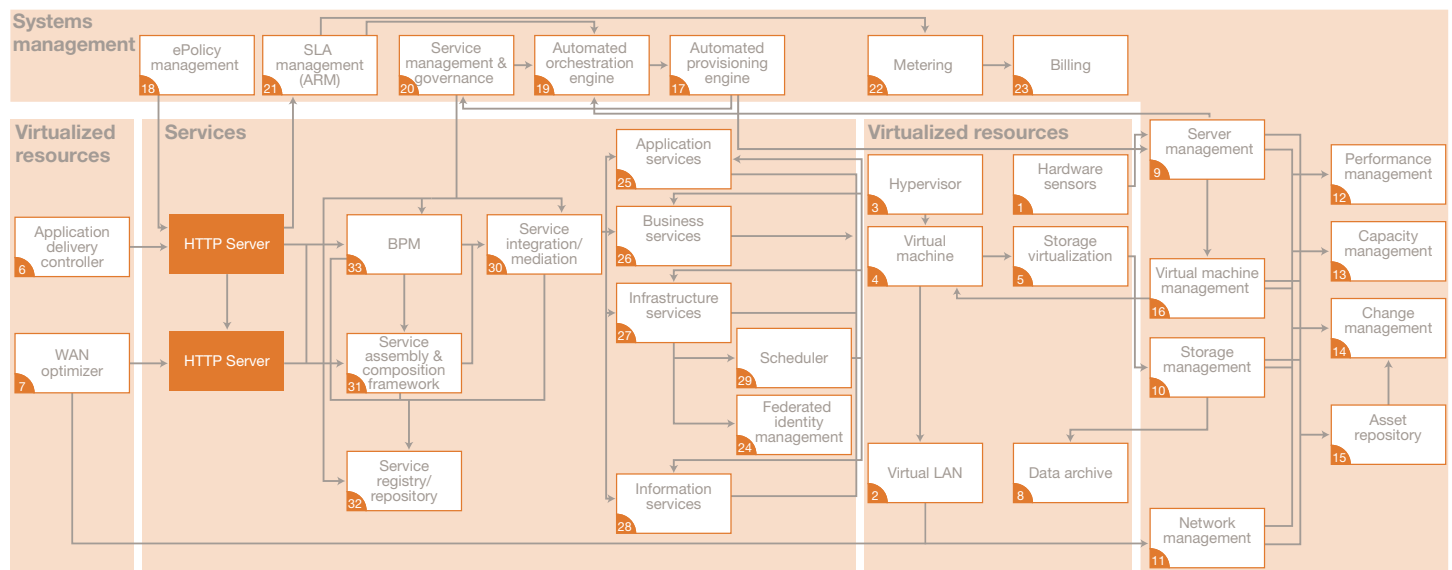 Systems
management
ePolicy
management
18
SLA
management
(ARM)
21
Service
management &
governance
20
Automated
orchestration
engine
19
Automated
provisioning
engine
17
Metering
22
Billing
23
Virtualized
resources
Application
delivery
controller
6
WAN
optimizer
7
Services
HTTP Server
HTTP Server
BPM
33
Service
assembly &
composition
framework
31
Service
registry/
repository
32
Service
integration/
mediation
30
Application
services
25
Business
services
26
Infrastructure
services
27
Scheduler
29
Federated
identity
management
24
Information
services
28
Virtualized resources
Hypervisor
3
Hardware
sensors
1
Virtual
machine
4
Storage
virtualization
5
Virtual LAN
2
Data archive
8
Server
management
9
Virtual machine
management
16
Storage
management
10
Network
management
11
Performance
management
12
Capacity
management
13
Change
management
14
Asset
repository
15